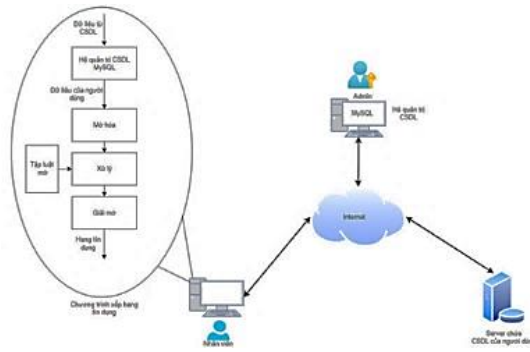 Dữ liệu từ
CSDL
Hệ quản trị CSDL
MySQL
Dữ liệu của người
dùng
Mờ hóa
Tập luật
mờ
Xử lý
Giải mờ
Hạng tín
dụng
Chương trình xếp hạng
tín dụng
Nhân viên
Admin
MySQL
Hệ quản trị
CSDL
Internet
Server chứa
CSDL của người dù